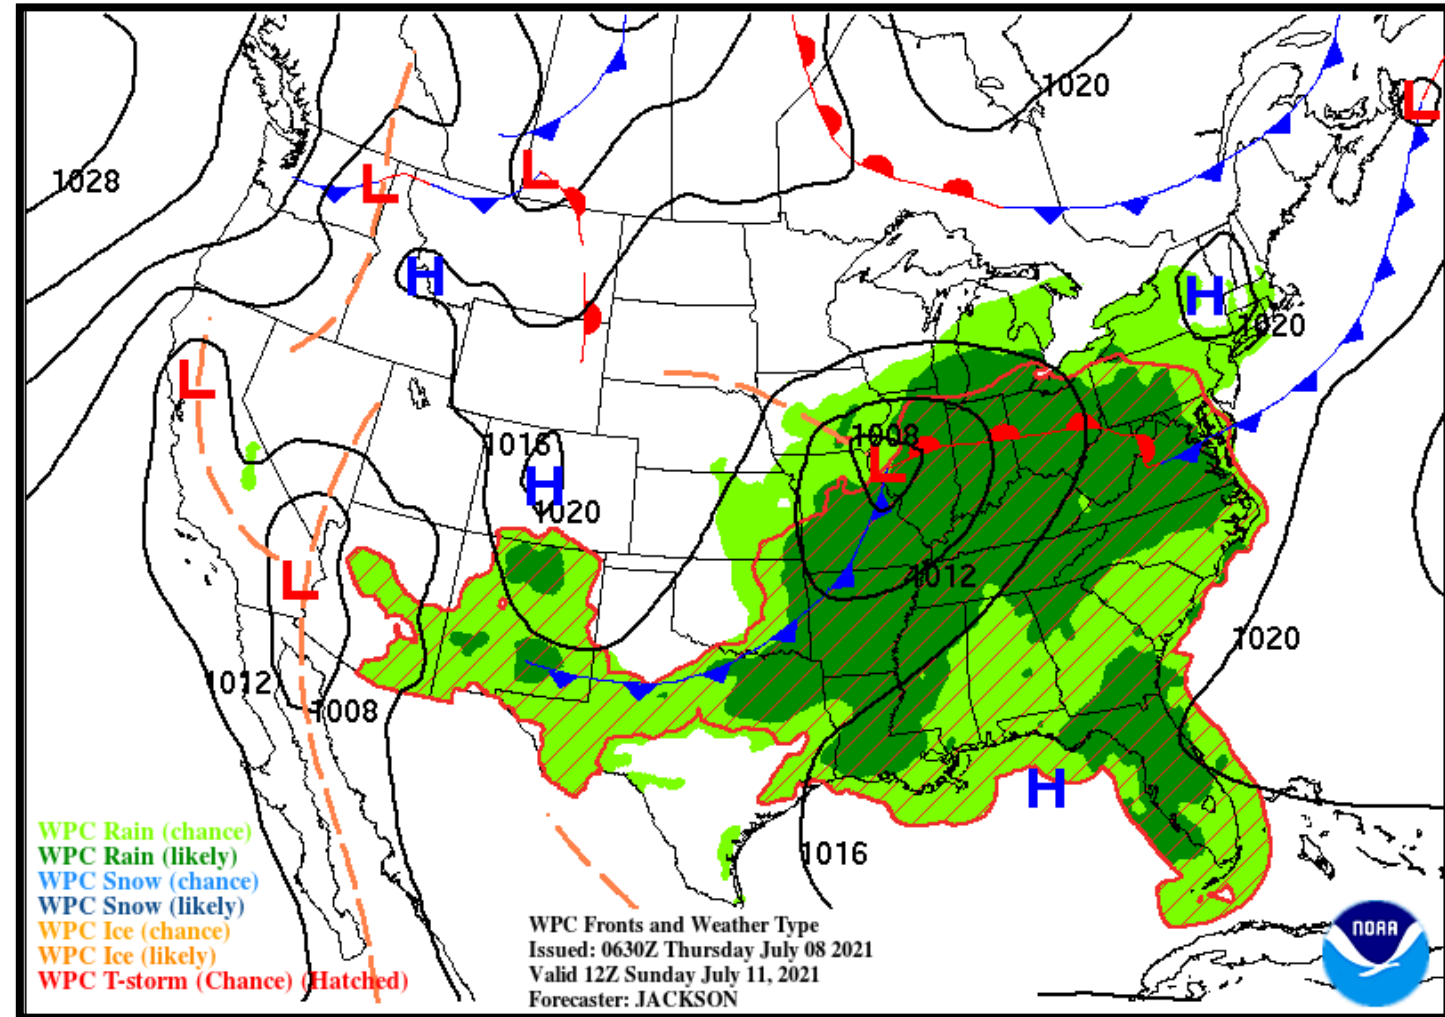 1020
L
1028
L
L
H
H
1020
L
1008
1016
L
H
1020
1012
L
1020
1012
1008
H
1016
WPC Rain (chance)
WPC Rain (likely)
WPC Snow (chance)
WPC Snow (likely)
WPC Ice (chance)
WPC Ice (likely)
WPC T-storm (Chance) (Hatched)
WPC Fronts and Weather Type
Issued: 0630Z Thursday July 08 2021
Valid 12Z Sunday July 11, 2021
Forecaster: JACKSON
NOAA